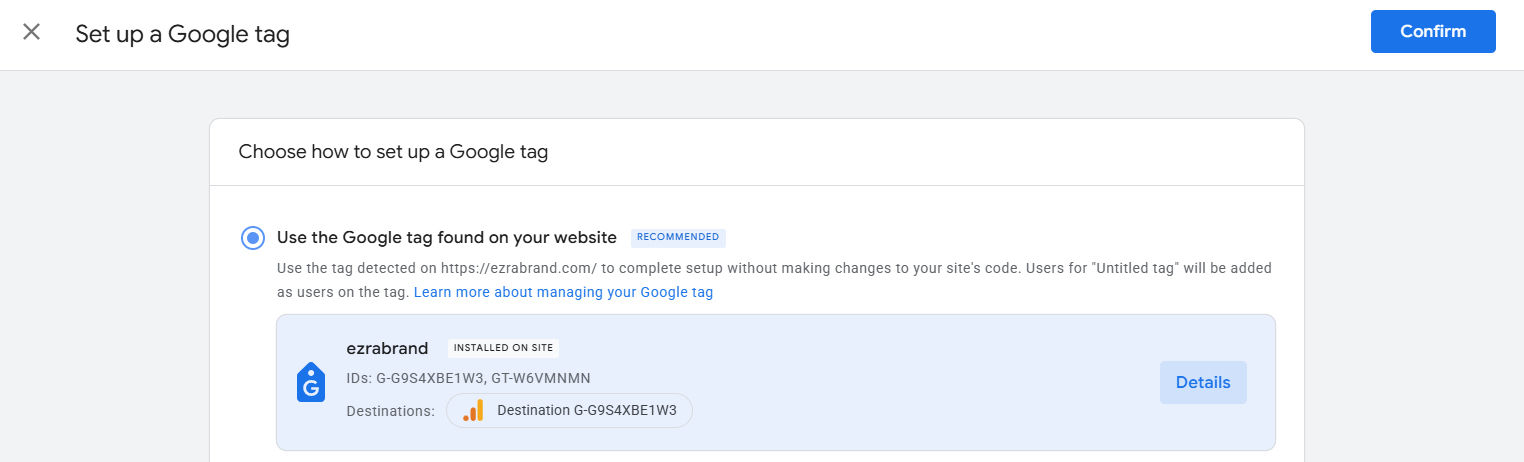 Set up a Google tag
Confirm
Choose how to set up a Google tag
Use the Google tag found on your website RECOMMENDED
Use the tag detected on https://ezrabrand.com/ to complete setup without making changes to your site's code. Users for "Untitled tag" will be added
as users on the tag. Learn more about managing your Google tag
ezrabrand INSTALLED ON SITE
IDs: G-G9S4XBE1W3, GT-W6VMNMN
Details
Destinations: Destination G-G9S4XBE1W3